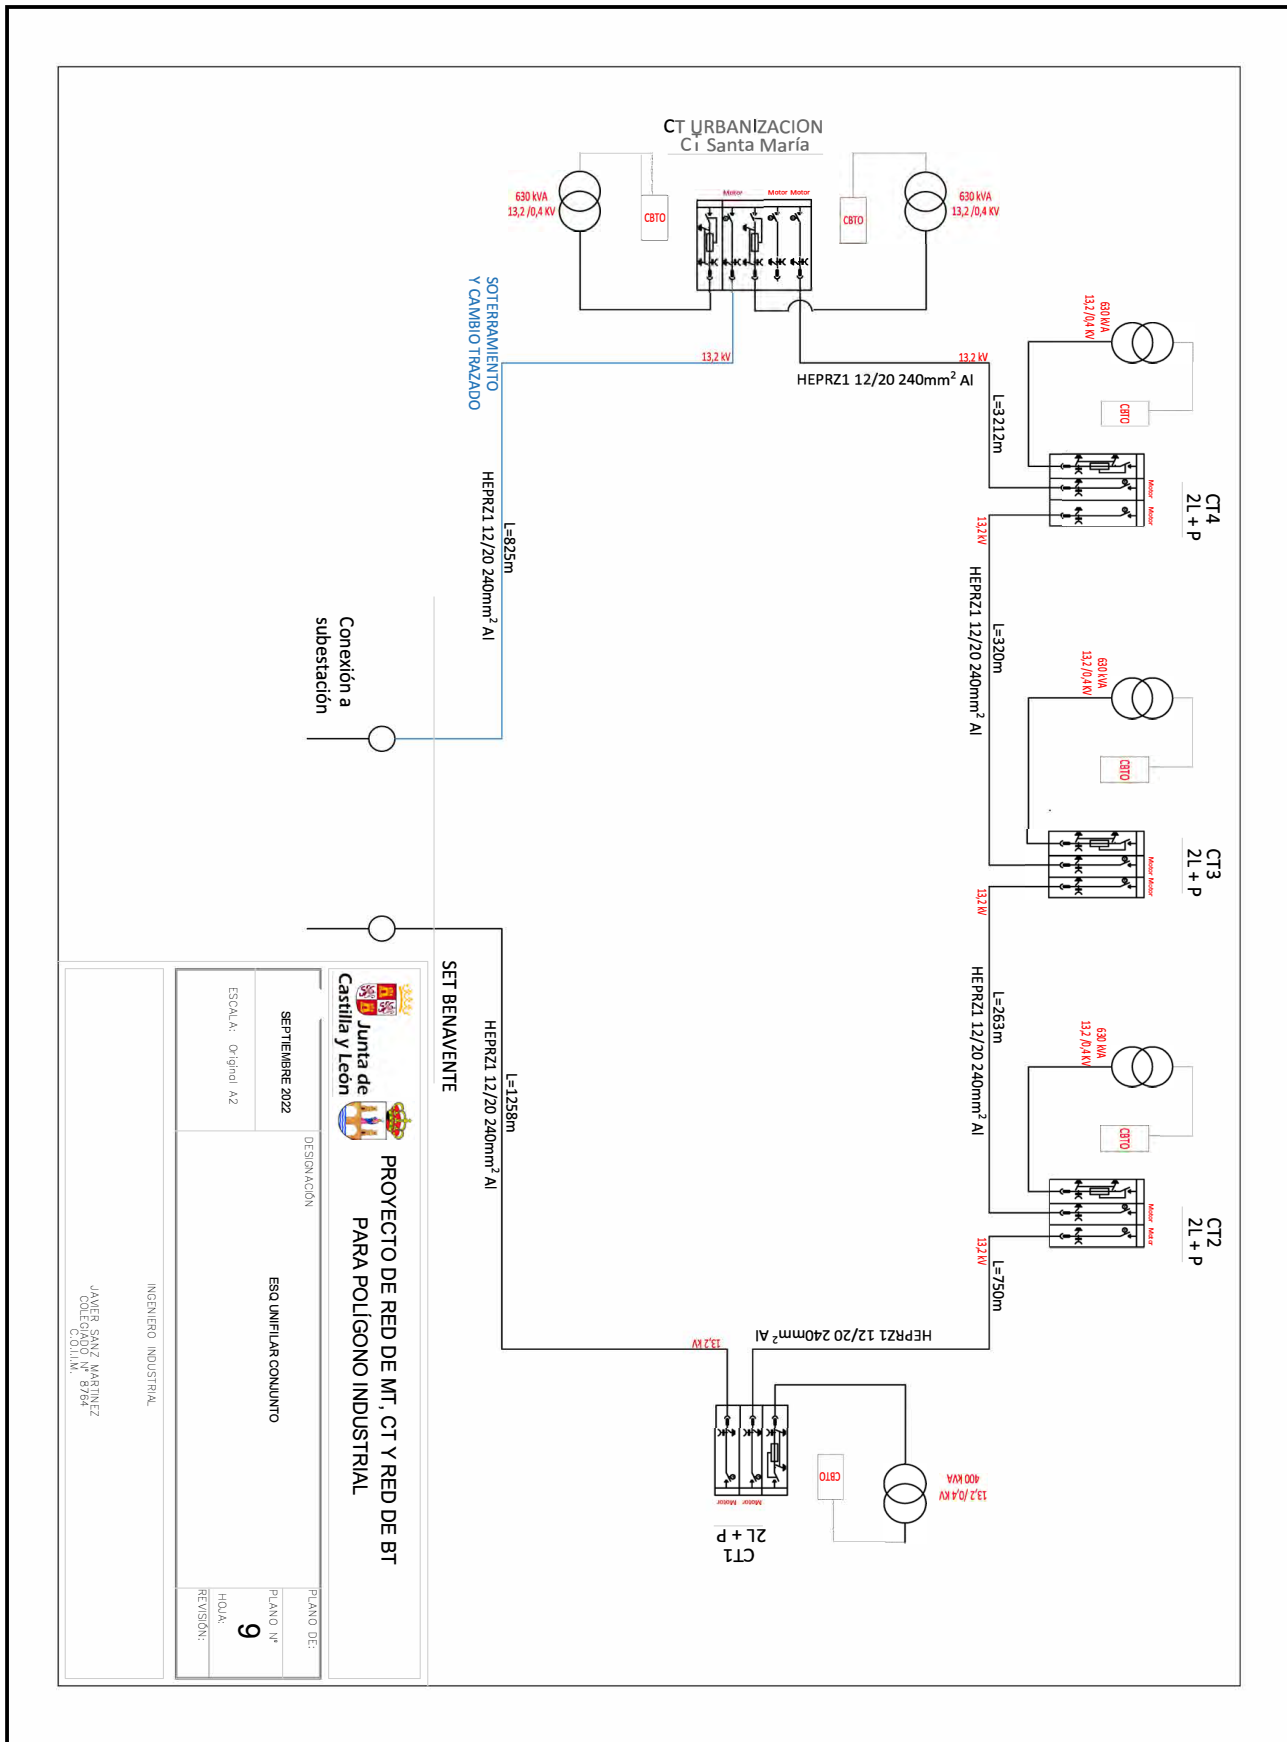 CT URBANIZACION
CT Santa María
630 kVA
13,2 /0,4 KV
CBTO
Motor
Motor Motor
CBTO
630 kVA
13,2 /0,4 KV
SOTERRAMIENTO
Y CAMBIO TRAZADO
13,2 kV
13,2 kV
HEPRZ1 12/20 240mm² Al
L=3212m
630 kVA
13,2 /0,4 KV
CBTO
Motor
Motor
CT4
2L + P
13,2 kV
L=825m
HEPRZ1 12/20 240mm² Al
L=320m
HEPRZ1 12/20 240mm² Al
630 kVA
13,2 /0,4 KV
CBTO
Motor Motor
CT3
2L + P
13,2 kV
Conexión a
subestación
L=263m
HEPRZ1 12/20 240mm² Al
630 kVA
13,2 /0,4 KV
CBTO
Motor Motor
CT2
2L + P
13,2 kV
L=750m
HEPRZ1 12/20 240mm² Al
SET BENAVENTE
L=1258m
HEPRZ1 12/20 240mm² Al
13,2 kV
400 kVA
13,2 /0,4 KV
CBTO
Motor Motor
CT1
2L + P
Junta de
Castilla y León
PROYECTO DE RED DE MT, CT Y RED DE BT
PARA POLÍGONO INDUSTRIAL
SEPTIEMBRE 2022
ESCALA: Original A2
DESIGNACIÓN
ESQ UNIFILAR CONJUNTO
PLANO DE:
PLANO Nº
9
HOJA:
REVISIÓN:
INGENIERO INDUSTRIAL
JAVIER SANZ MARTINEZ
COLEGIADO Nº 8764
C.O.I.I.M.